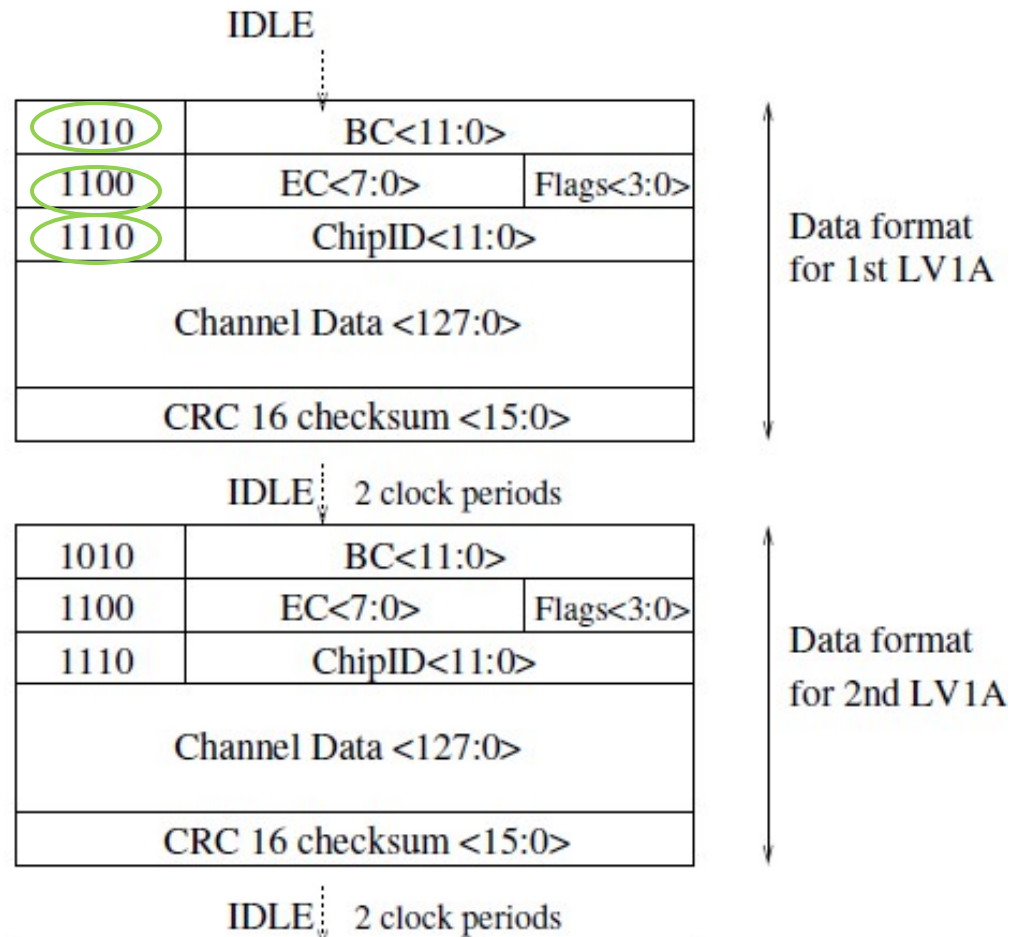 IDLE
1010 BC<11:0>
1100 EC<7:0> Flags<3:0>
1110 ChipID<11:0>
Channel Data <127:0>
CRC 16 checksum <15:0>
Data format
for 1st LV1A
IDLE 2 clock periods
1010 BC<11:0>
1100 EC<7:0> Flags<3:0>
1110 ChipID<11:0>
Channel Data <127:0>
CRC 16 checksum <15:0>
Data format
for 2nd LV1A
IDLE 2 clock periods